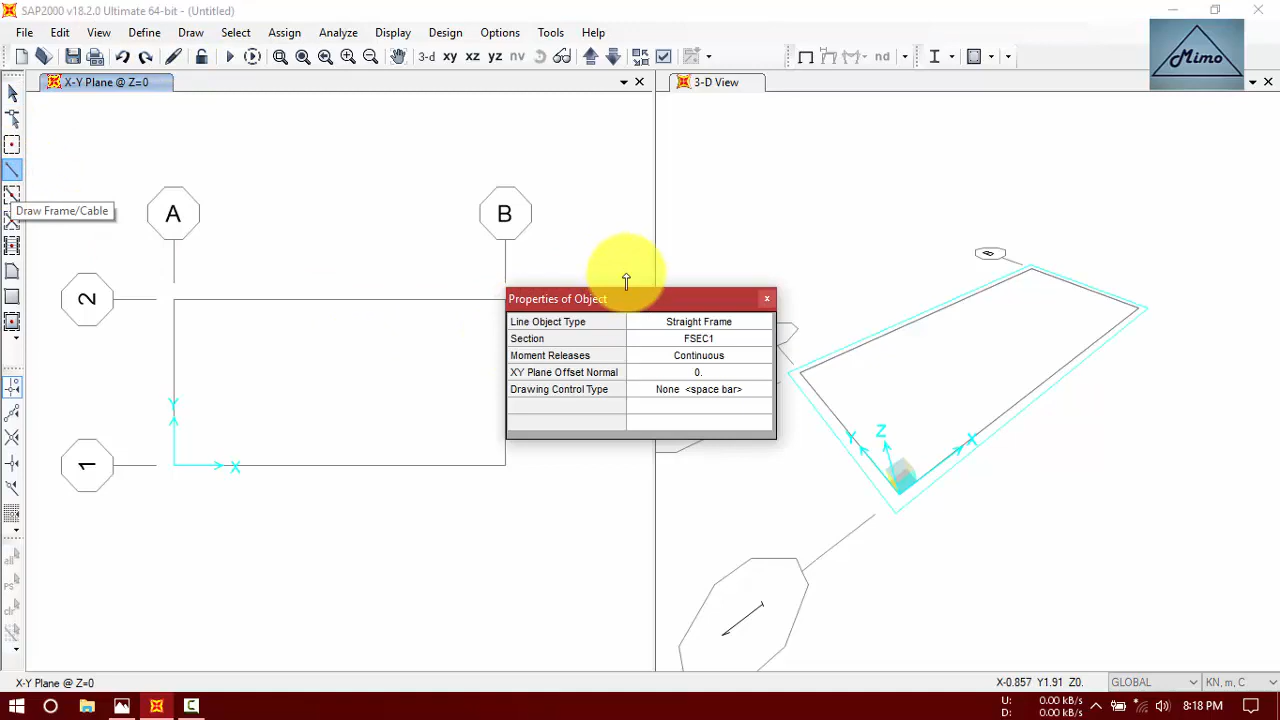 SAP2000 v18.2.0 Ultimate 64-bit - (Untitled)
File Edit View Define Draw Select Assign Analyze Display Design Options Tools Help
3-d xy xz yz nv nd
Mimo
X-Y Plane @ Z=0
3-D View
Draw Frame/Cable
A
B
2
1
Y
X
Properties of Object
Line Object Type Straight Frame
Section FSEC1
Moment Releases Continuous
XY Plane Offset Normal 0.
Drawing Control Type None <space bar>
B
Y
Z
X
1
all
PS
clr
X-Y Plane @ Z=0
X-0.857 Y1.91 Z0.
GLOBAL
KN, m, C
U: 0.00 kB/s
D: 0.00 kB/s
8:18 PM